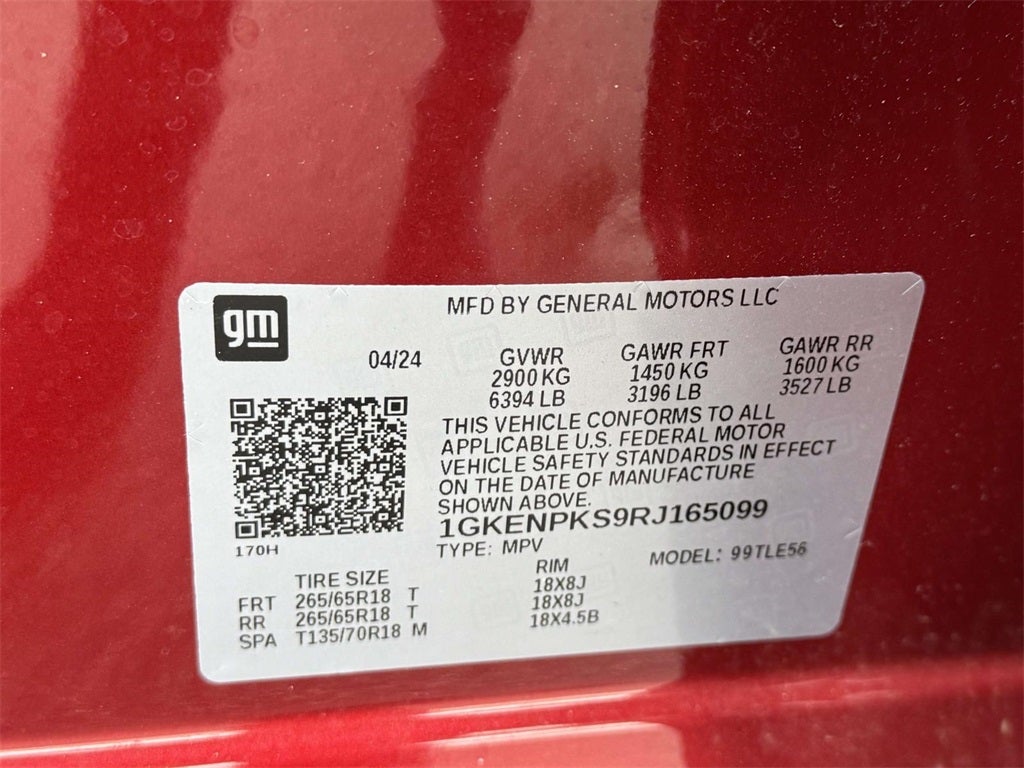 gm
MFD BY GENERAL MOTORS LLC
04/24
GVWR
2900 KG
6394 LB
GAWR FRT
1450 KG
3196 LB
GAWR RR
1600 KG
3527 LB
THIS VEHICLE CONFORMS TO ALL
APPLICABLE U.S. FEDERAL MOTOR
VEHICLE SAFETY STANDARDS IN EFFECT
ON THE DATE OF MANUFACTURE
SHOWN ABOVE.
1GKENPKS9RJ165099
170H
TYPE: MPV
MODEL: 99TLE56
TIRE SIZE RIM
FRT 265/65R18 T 18X8J
RR 265/65R18 T 18X8J
SPA T135/70R18 M 18X4.5B